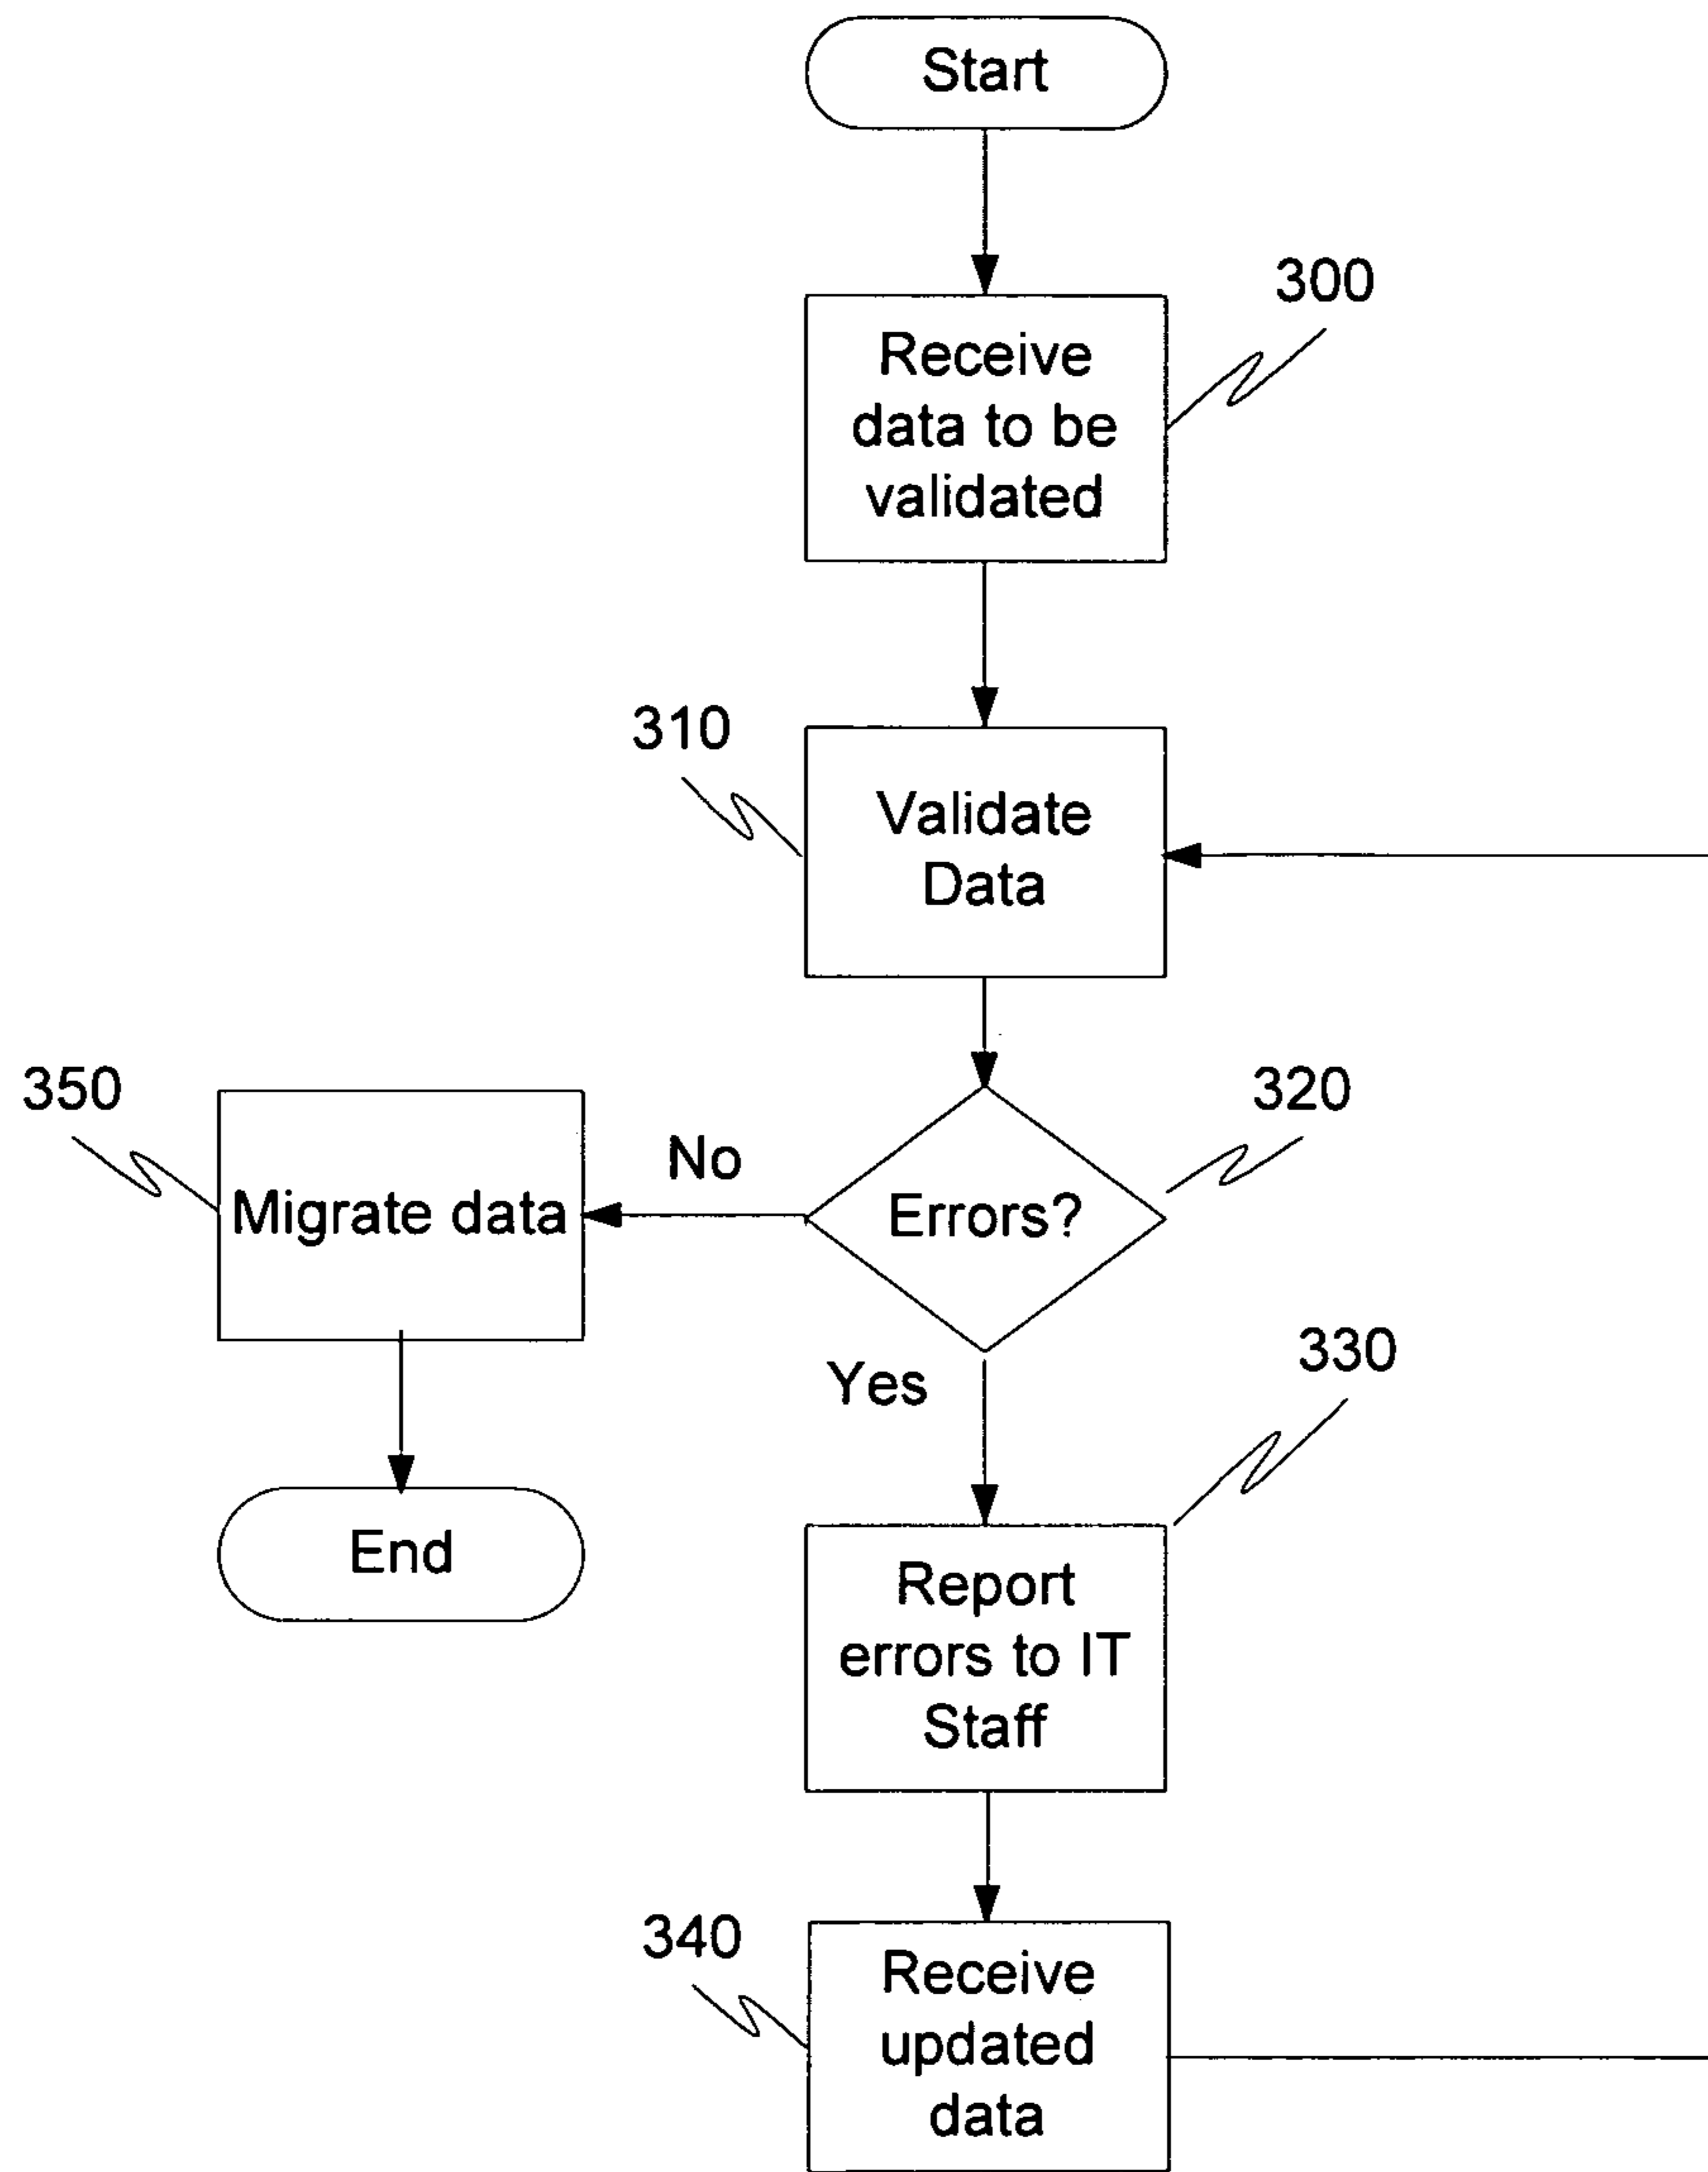 Start
300
Receive
data to be
validated
310
Validate
Data
350
320
No
Migrate data
Errors?
Yes
330
End
Report
errors to IT
Staff
340
Receive
updated
data